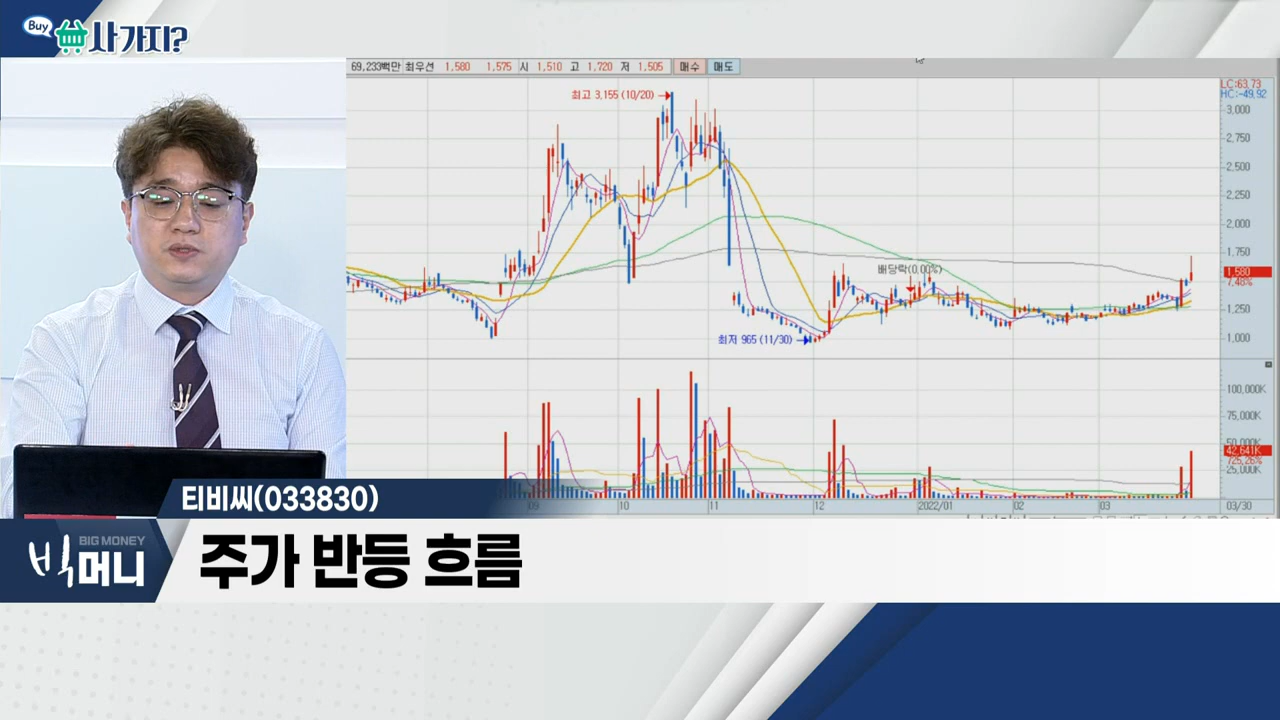 Buy 사가지?
69,233백만 최우선 1,580 1,575 시 1,510 고 1,720 저 1,505 매수 매도
LC:63.73
HC:-49.92
최고 3,155 (10/20)
3,000
2,750
2,500
2,250
2,000
1,750
배당락(0.00%)
1,580
7.48%
1,250
최저 965 (11/30)
1,000
100,000K
75,000K
50,000K
42,641K
725.26%
25,000K
09 10 11 12 2022/01 02 03 03/30
티비씨(033830)
BIG MONEY
빅머니
주가 반등 흐름